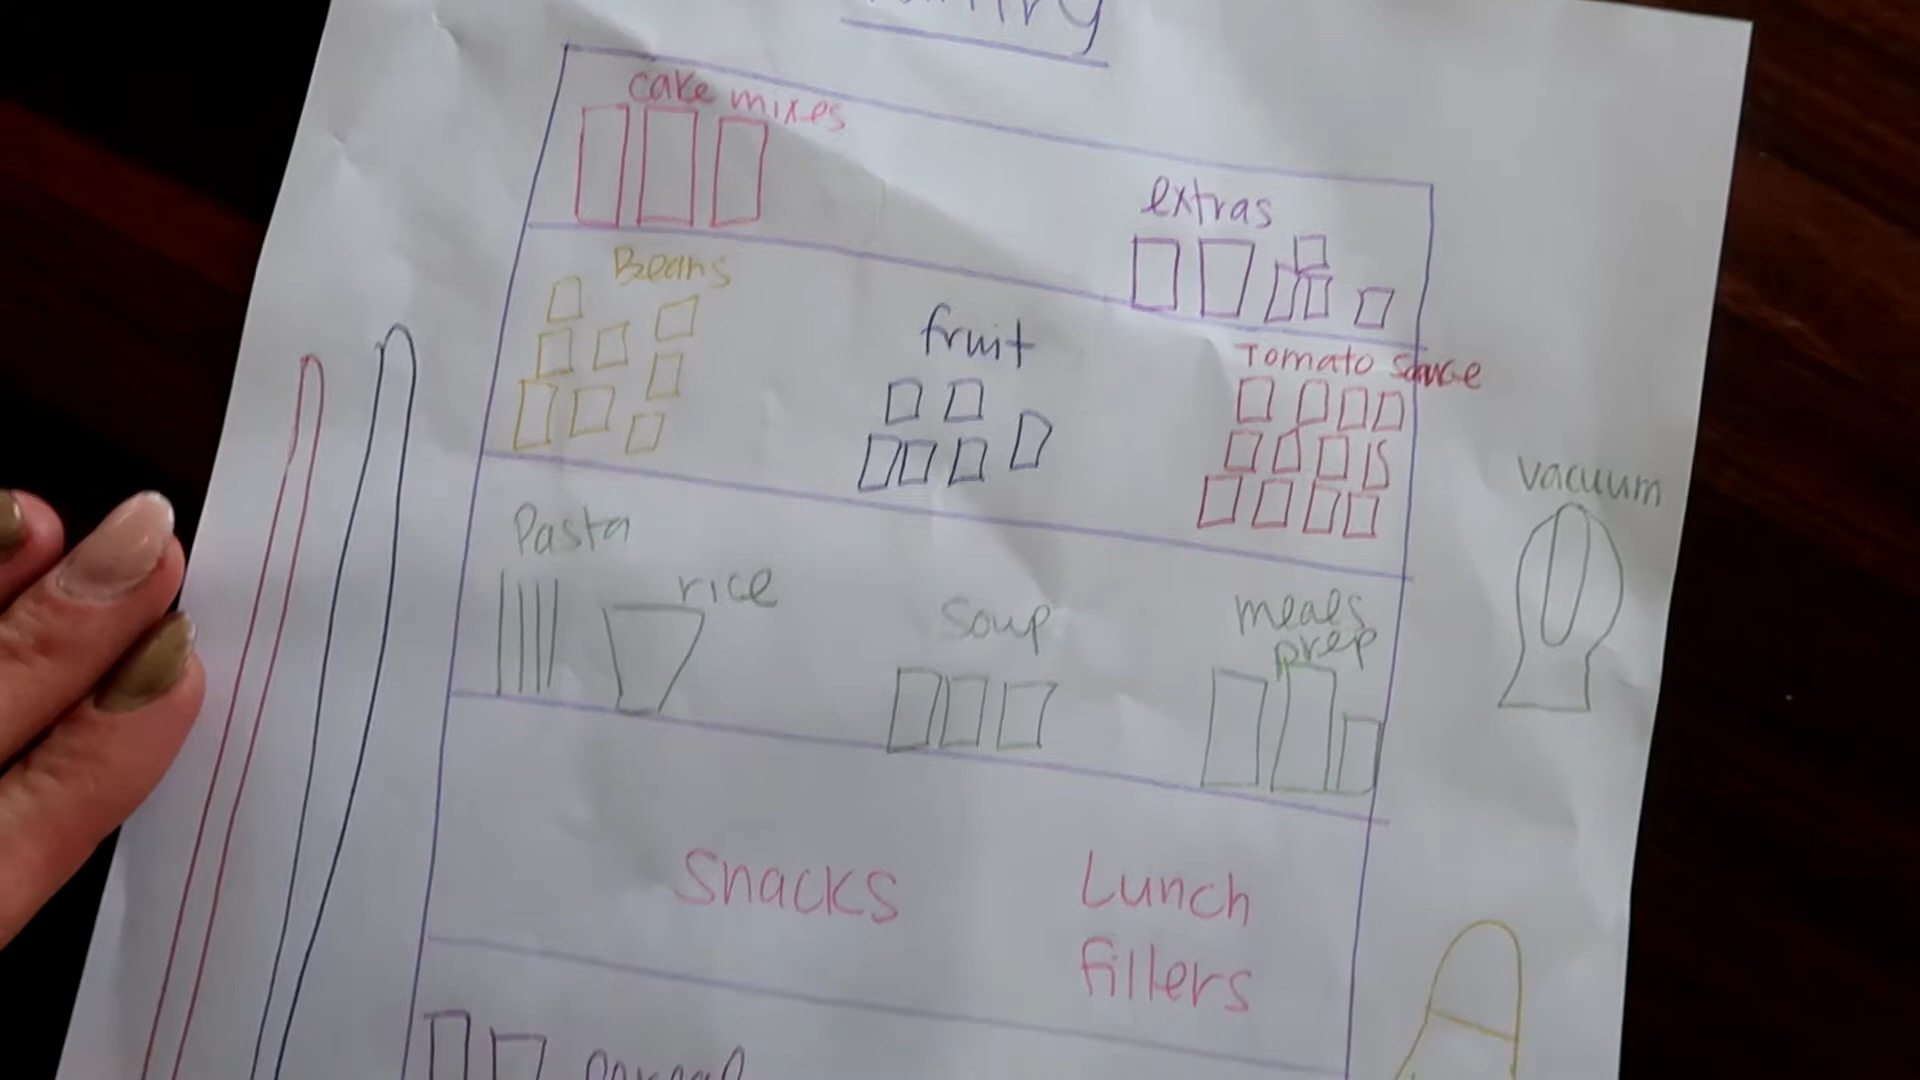 cake mixes
extras
Beans
fruit
Tomato sauce
Pasta
rice
soup
meals
prep
vacuum
Snacks
Lunch
fillers